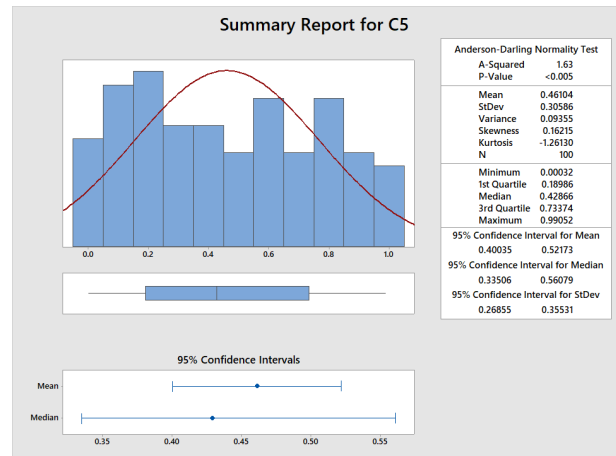 Summary Report for C5
0.0 0.2 0.4 0.6 0.8 1.0
95% Confidence Intervals
Mean
Median
0.35 0.40 0.45 0.50 0.55
Anderson-Darling Normality Test
A-Squared 1.63
P-Value <0.005
Mean 0.46104
StDev 0.30586
Variance 0.09355
Skewness 0.16215
Kurtosis -1.26130
N 100
Minimum 0.00032
1st Quartile 0.18986
Median 0.42866
3rd Quartile 0.73374
Maximum 0.99052
95% Confidence Interval for Mean
0.40035 0.52173
95% Confidence Interval for Median
0.33506 0.56079
95% Confidence Interval for StDev
0.26855 0.35531